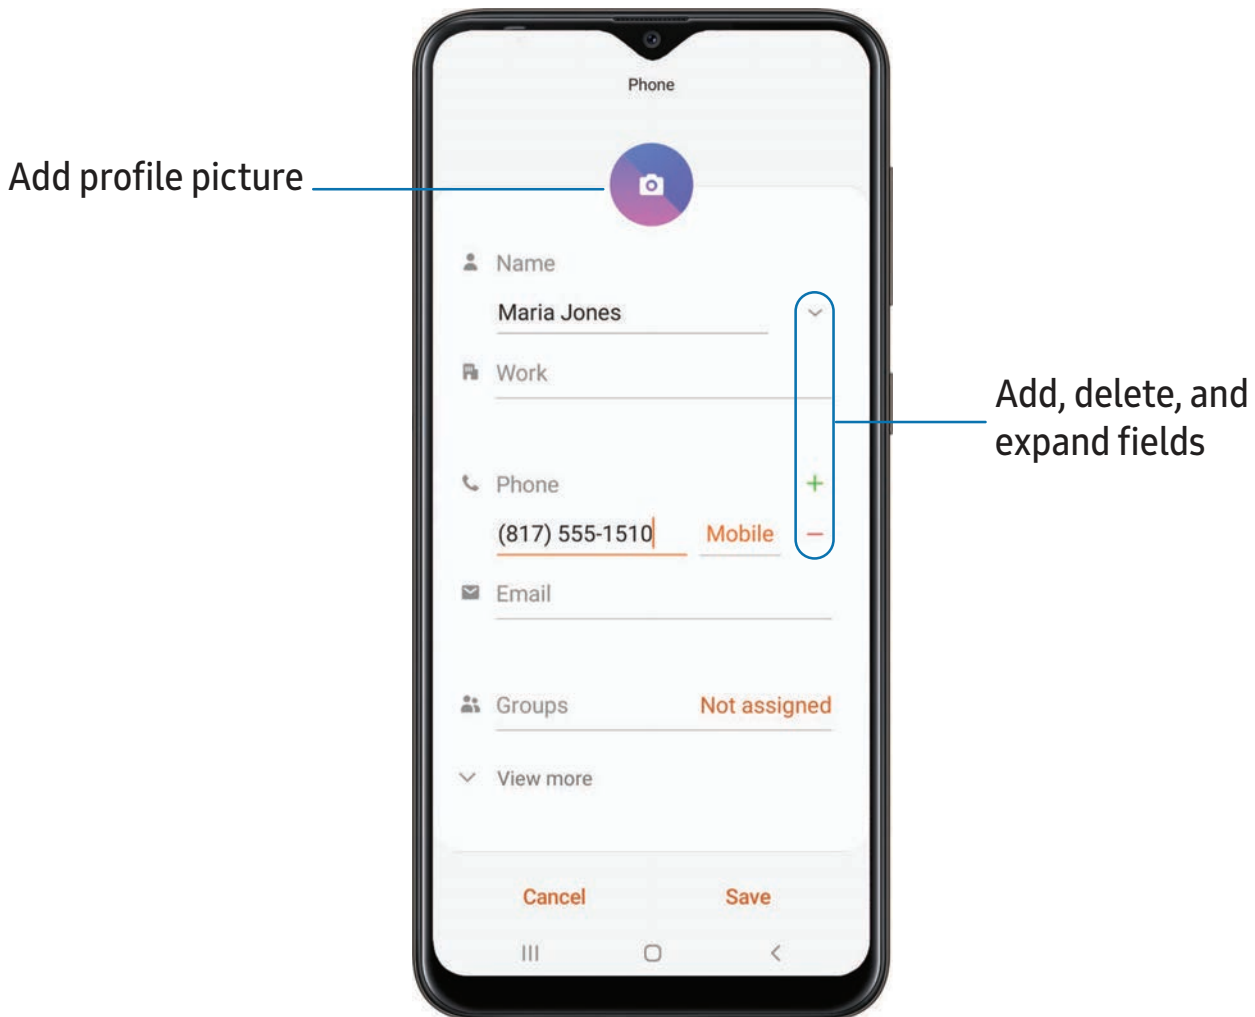 Phone
Add profile picture
Name
Maria Jones
Work
Add, delete, and
expand fields
Phone
(817) 555-1510 Mobile
Email
Groups Not assigned
View more
Cancel Save